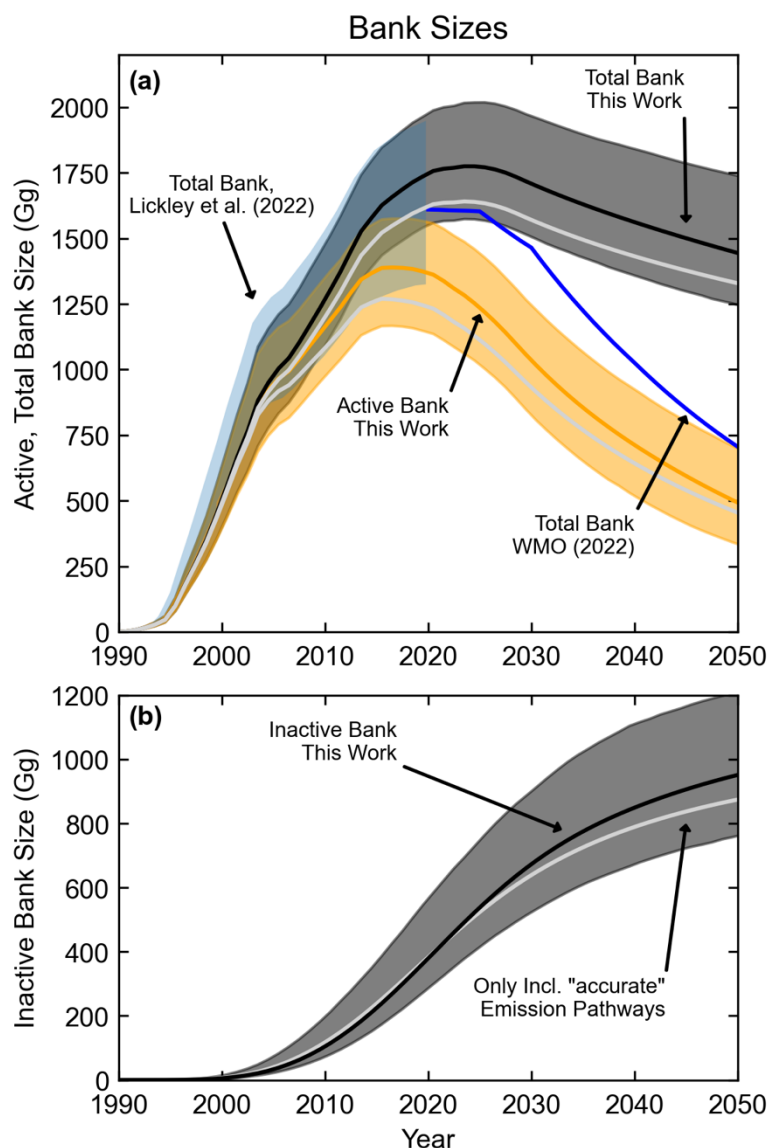 Bank Sizes
(a)
Total Bank
This Work
Total Bank,
Lickley et al. (2022)
Active Bank
This Work
Total Bank
WMO (2022)
Active, Total Bank Size (Gg)
2000
1750
1500
1250
1000
750
500
250
0
1990 2000 2010 2020 2030 2040 2050
(b)
Inactive Bank
This Work
Only Incl. "accurate"
Emission Pathways
Inactive Bank Size (Gg)
1200
1000
800
600
400
200
0
1990 2000 2010 2020 2030 2040 2050
Year